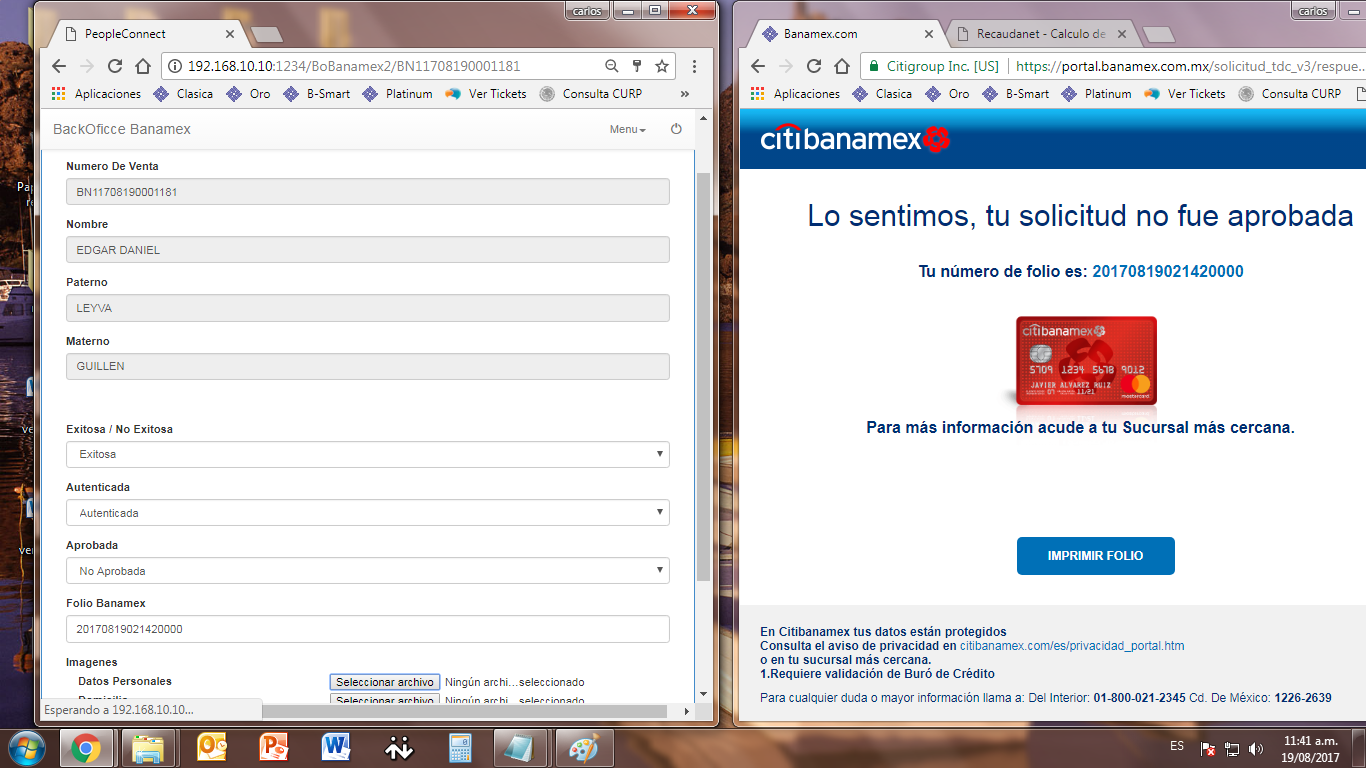 carlos
PeopleConnect
192.168.10.10:1234/BoBanamex2/BN11708190001181
Aplicaciones Clasica Oro B-Smart Platinum Ver Tickets Consulta CURP »
BackOficce Banamex Menu
Numero De Venta
BN11708190001181
Nombre
EDGAR DANIEL
Paterno
LEYVA
Materno
GUILLEN
Exitosa / No Exitosa
Exitosa
Autenticada
Autenticada
Aprobada
No Aprobada
Folio Banamex
20170819021420000
Imagenes
Datos Personales Seleccionar archivo Ningún archi...seleccionado
Domicilio Seleccionar archivo Ningún archi...seleccionado
Esperando a 192.168.10.10...
carlos
Banamex.com Recaudanet - Calculo de
Citigroup Inc. [US] https://portal.banamex.com.mx/solicitud_tdc_v3/respue...
Aplicaciones Clasica Oro B-Smart Platinum Ver Tickets Consulta CURP
citibanamex
Lo sentimos, tu solicitud no fue aprobada
Tu número de folio es: 20170819021420000
citibanamex
5709 1234 5678 9012
JAVIER ALVAREZ RUIZ
07 11/21
mastercard
Para más información acude a tu Sucursal más cercana.
IMPRIMIR FOLIO
En Citibanamex tus datos están protegidos
Consulta el aviso de privacidad en citibanamex.com/es/privacidad_portal.htm
o en tu sucursal más cercana.
1.Requiere validación de Buró de Crédito
Para cualquier duda o mayor información llama a: Del Interior: 01-800-021-2345 Cd. De México: 1226-2639
ES
11:41 a.m.
19/08/2017